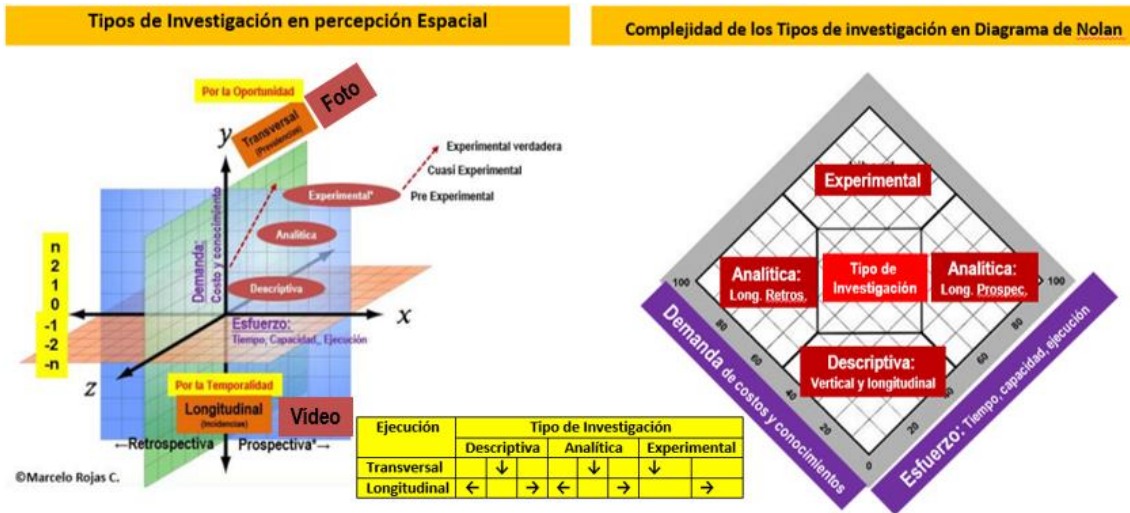 Tipos de Investigación en percepción Espacial
Por la Oportunidad
Transversal
(Prevalencias)
Foto
y
Experimental verdadera
Cuasi Experimental
Pre Experimental
Experimental*
Analítica
Descriptiva
Demanda:
Costo y conocimiento
n
2
1
0
-1
-2
-n
x
Esfuerzo:
Tiempo, Capacidad,, Ejecución
z
Por la Temporalidad
Longitudinal
(Incidencias)
Vídeo
←Retrospectiva
Prospectiva*→
©Marcelo Rojas C.
Ejecución Tipo de Investigación
Descriptiva Analítica Experimental
Transversal ↓ ↓ ↓
Longitudinal ← → ← → →
Complejidad de los Tipos de investigación en Diagrama de Nolan
Experimental
Analítica:
Long. Retros.
Tipo de
Investigación
Analítica:
Long. Prospec.
Descriptiva:
Vertical y longitudinal
100
80
60
40
20
0
20
40
60
80
100
Demanda de costos y conocimientos
Esfuerzo: Tiempo, capacidad, ejecución